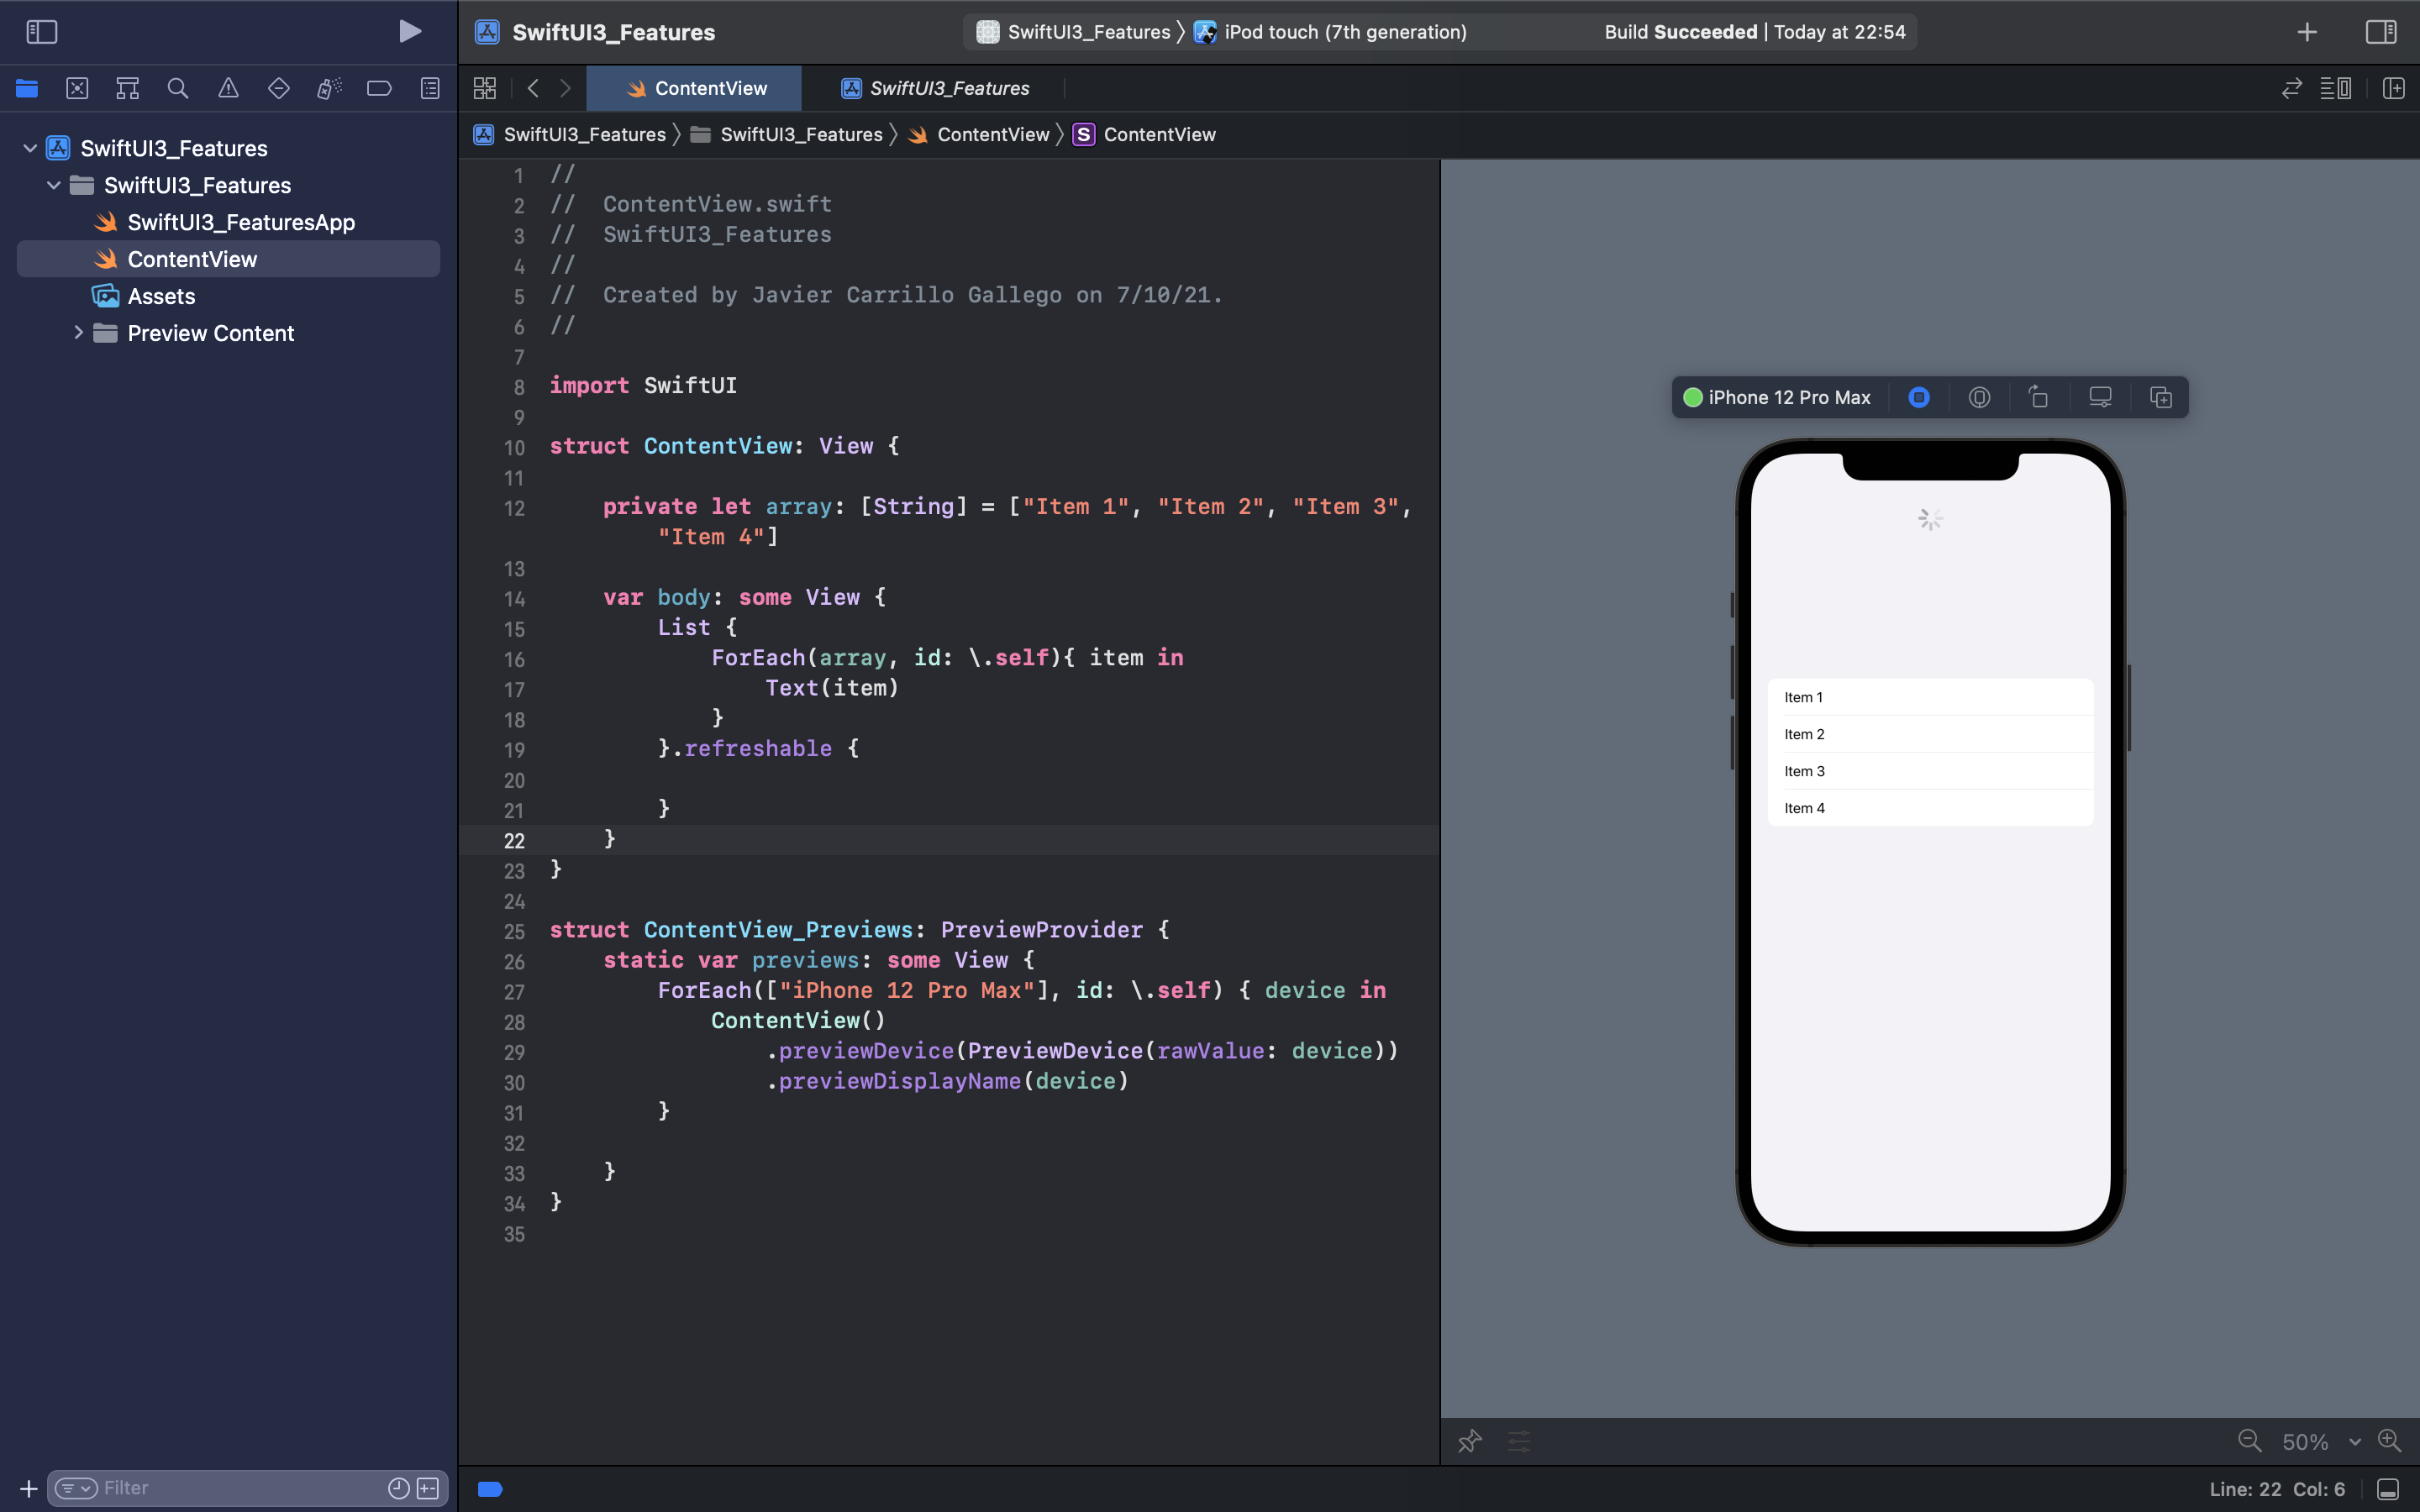 SwiftUI3_Features
SwiftUI3_Features
iPod touch (7th generation)
Build Succeeded | Today at 22:54
ContentView
SwiftUI3_Features
SwiftUI3_Features
SwiftUI3_Features
ContentView
S
ContentView
SwiftUI3_Features
SwiftUI3_Features
SwiftUI3_FeaturesApp
ContentView
Assets
Preview Content
Filter
1 //
2 //  ContentView.swift
3 //  SwiftUI3_Features
4 //
5 //  Created by Javier Carrillo Gallego on 7/10/21.
6 //
7
8 import SwiftUI
9
10 struct ContentView: View {
11
12     private let array: [String] = ["Item 1", "Item 2", "Item 3",
"Item 4"]
13
14     var body: some View {
15         List {
16             ForEach(array, id: \.self){ item in
17                 Text(item)
18             }
19         }.refreshable {
20
21         }
22     }
23 }
24
25 struct ContentView_Previews: PreviewProvider {
26     static var previews: some View {
27         ForEach(["iPhone 12 Pro Max"], id: \.self) { device in
28             ContentView()
29                 .previewDevice(PreviewDevice(rawValue: device))
30                 .previewDisplayName(device)
31         }
32
33     }
34 }
35
iPhone 12 Pro Max
Item 1
Item 2
Item 3
Item 4
50%
Line: 22 Col: 6